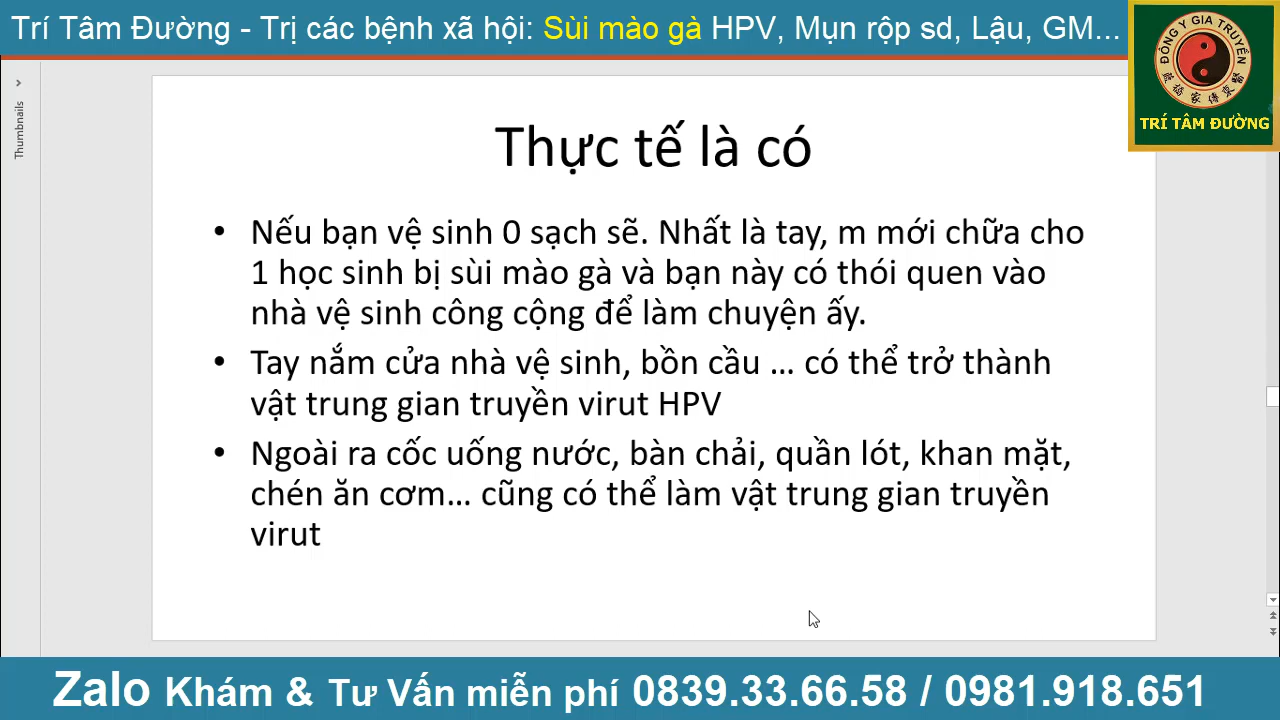 Trí Tâm Đường - Trị các bệnh xã hội: Sùi mào gà HPV, Mụn rộp sd, Lậu, GM...
ĐÔNG Y GIA TRUYỀN
TRÍ TÂM ĐƯỜNG
Thumbnails
Thực tế là có
• Nếu bạn vệ sinh 0 sạch sẽ. Nhất là tay, m mới chữa cho
1 học sinh bị sùi mào gà và bạn này có thói quen vào
nhà vệ sinh công cộng để làm chuyện ấy.
• Tay nắm cửa nhà vệ sinh, bồn cầu ... có thể trở thành
vật trung gian truyền virut HPV
• Ngoài ra cốc uống nước, bàn chải, quần lót, khan mặt,
chén ăn cơm... cũng có thể làm vật trung gian truyền
virut
Zalo Khám & Tư Vấn miễn phí 0839.33.66.58 / 0981.918.651